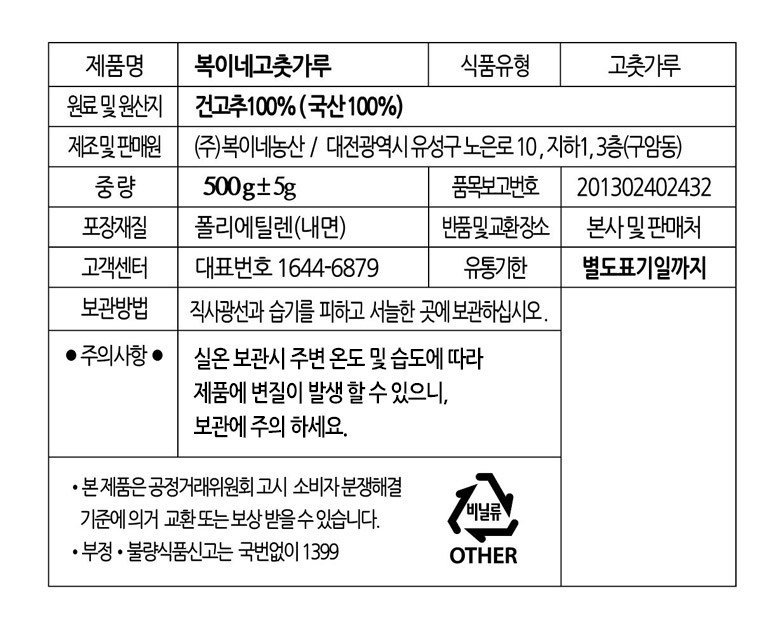 제품명 복이네고춧가루 식품유형 고춧가루
원료 및 원산지 건고추100% ( 국산 100%)
제조 및 판매원 (주)복이네농산 / 대전광역시 유성구 노은로 10 , 지하1, 3층(구암동)
중량 500g±5g 품목보고번호 201302402432
포장재질 폴리에틸렌(내면) 반품 및 교환장소 본사 및 판매처
고객센터 대표번호 1644-6879 유통기한 별도표기일까지
보관방법 직사광선과 습기를 피하고 서늘한 곳에 보관하십시오.
● 주의사항 ● 실온 보관시 주변 온도 및 습도에 따라
제품에 변질이 발생 할 수 있으니,
보관에 주의 하세요.
• 본 제품은 공정거래위원회 고시 소비자 분쟁해결
기준에 의거 교환 또는 보상 받을 수 있습니다.
• 부정 • 불량식품신고는 국번없이 1399
비닐류
OTHER